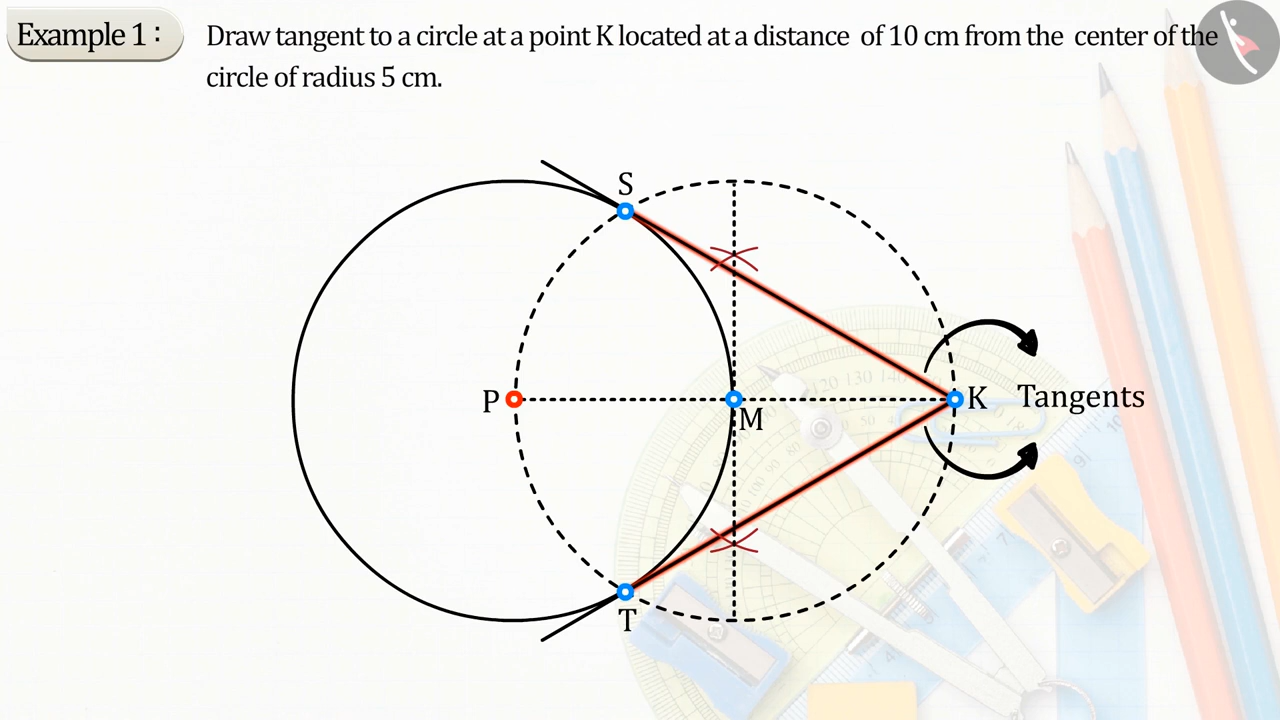 Example 1 :
Draw tangent to a circle at a point K located at a distance of 10 cm from the center of the
circle of radius 5 cm.
S
P
M
K
Tangents
T